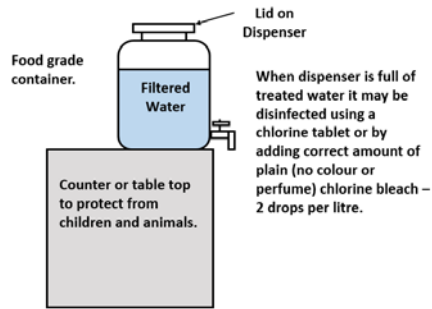 Lid on
Dispenser
Food grade
container.
Filtered
Water
When dispenser is full of
treated water it may be
disinfected using a
chlorine tablet or by
adding correct amount of
plain (no colour or
perfume) chlorine bleach –
2 drops per litre.
Counter or table top
to protect from
children and animals.